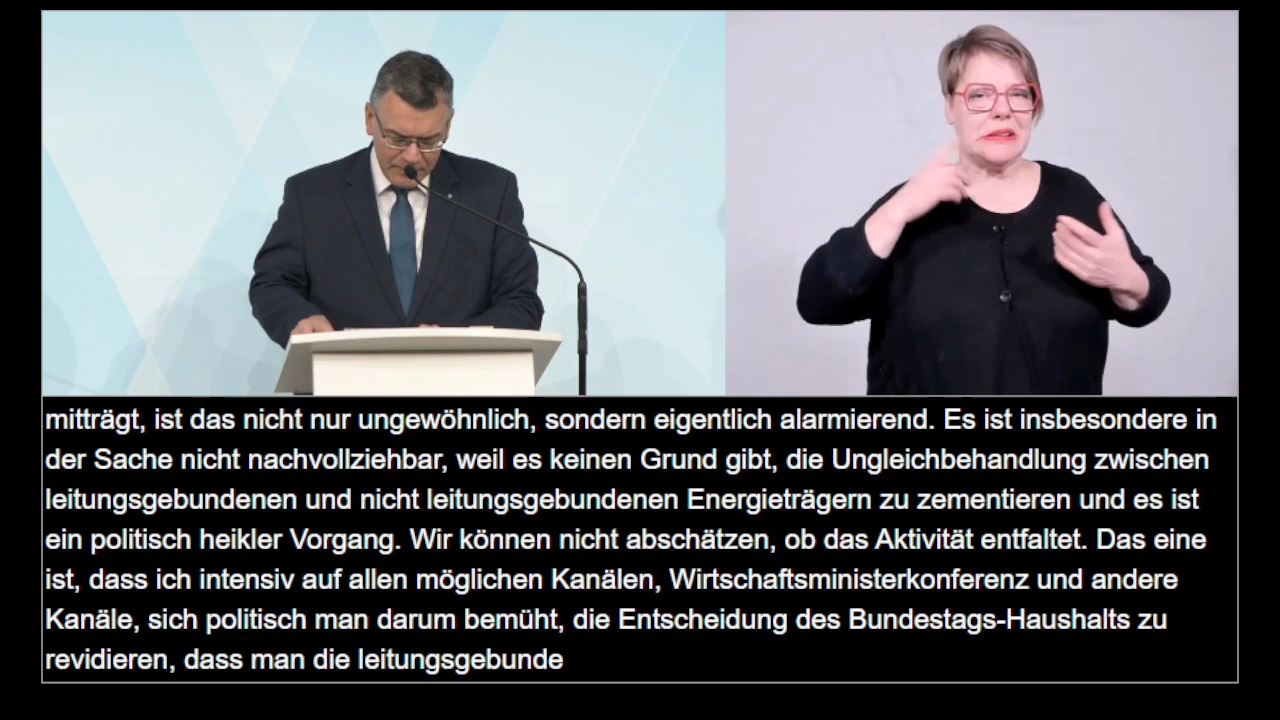 mitträgt, ist das nicht nur ungewöhnlich, sondern eigentlich alarmierend. Es ist insbesondere in
der Sache nicht nachvollziehbar, weil es keinen Grund gibt, die Ungleichbehandlung zwischen
leitungsgebundenen und nicht leitungsgebundenen Energieträgern zu zementieren und es ist
ein politisch heikler Vorgang. Wir können nicht abschätzen, ob das Aktivität entfaltet. Das eine
ist, dass ich intensiv auf allen möglichen Kanälen, Wirtschaftsministerkonferenz und andere
Kanäle, sich politisch man darum bemüht, die Entscheidung des Bundestags-Haushalts zu
revidieren, dass man die leitungsgebunde